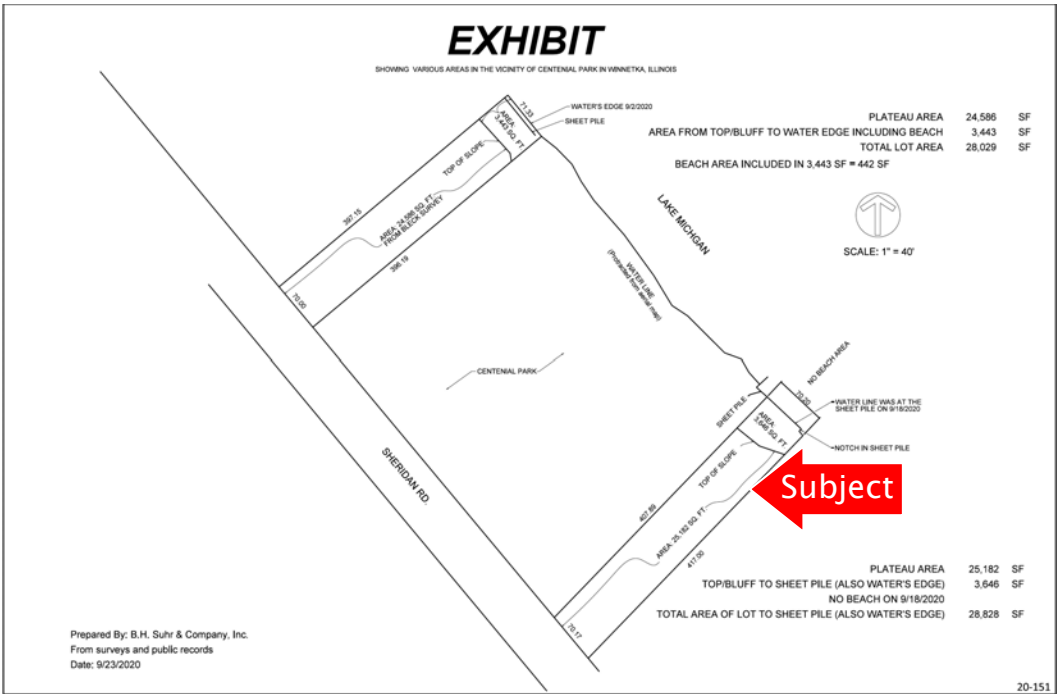 EXHIBIT
SHOWING VARIOUS AREAS IN THE VICINITY OF CENTENIAL PARK IN WINNETKA, ILLINOIS
71.33
WATER'S EDGE 9/2/2020
SHEET PILE
AREA:
3,443 SQ. FT
TOP OF SLOPE
PLATEAU AREA 24,586 SF
AREA FROM TOP/BLUFF TO WATER EDGE INCLUDING BEACH 3,443 SF
TOTAL LOT AREA 28,029 SF
BEACH AREA INCLUDED IN 3,443 SF = 442 SF
397.15
AREA: 24,586 SQ. FT
FROM BLECK SURVEY
396.19
70.00
LAKE MICHGAN
SCALE: 1" = 40'
WATER LINE
(Protracted from aerial map)
CENTENIAL PARK
SHERIDAN RD.
NO BEACH AREA
70.20
WATER LINE WAS AT THE
SHEET PILE ON 9/18/2020
SHEET PILE
AREA:
3,646 SQ. FT.
NOTCH IN SHEET PILE
TOP OF SLOPE
Subject
407.89
AREA: 25,182 SQ. FT.
417.00
70.17
PLATEAU AREA 25,182 SF
TOP/BLUFF TO SHEET PILE (ALSO WATER'S EDGE) 3,646 SF
NO BEACH ON 9/18/2020
TOTAL AREA OF LOT TO SHEET PILE (ALSO WATER'S EDGE) 28,828 SF
Prepared By: B.H. Suhr & Company, Inc.
From surveys and public records
Date: 9/23/2020
20-151